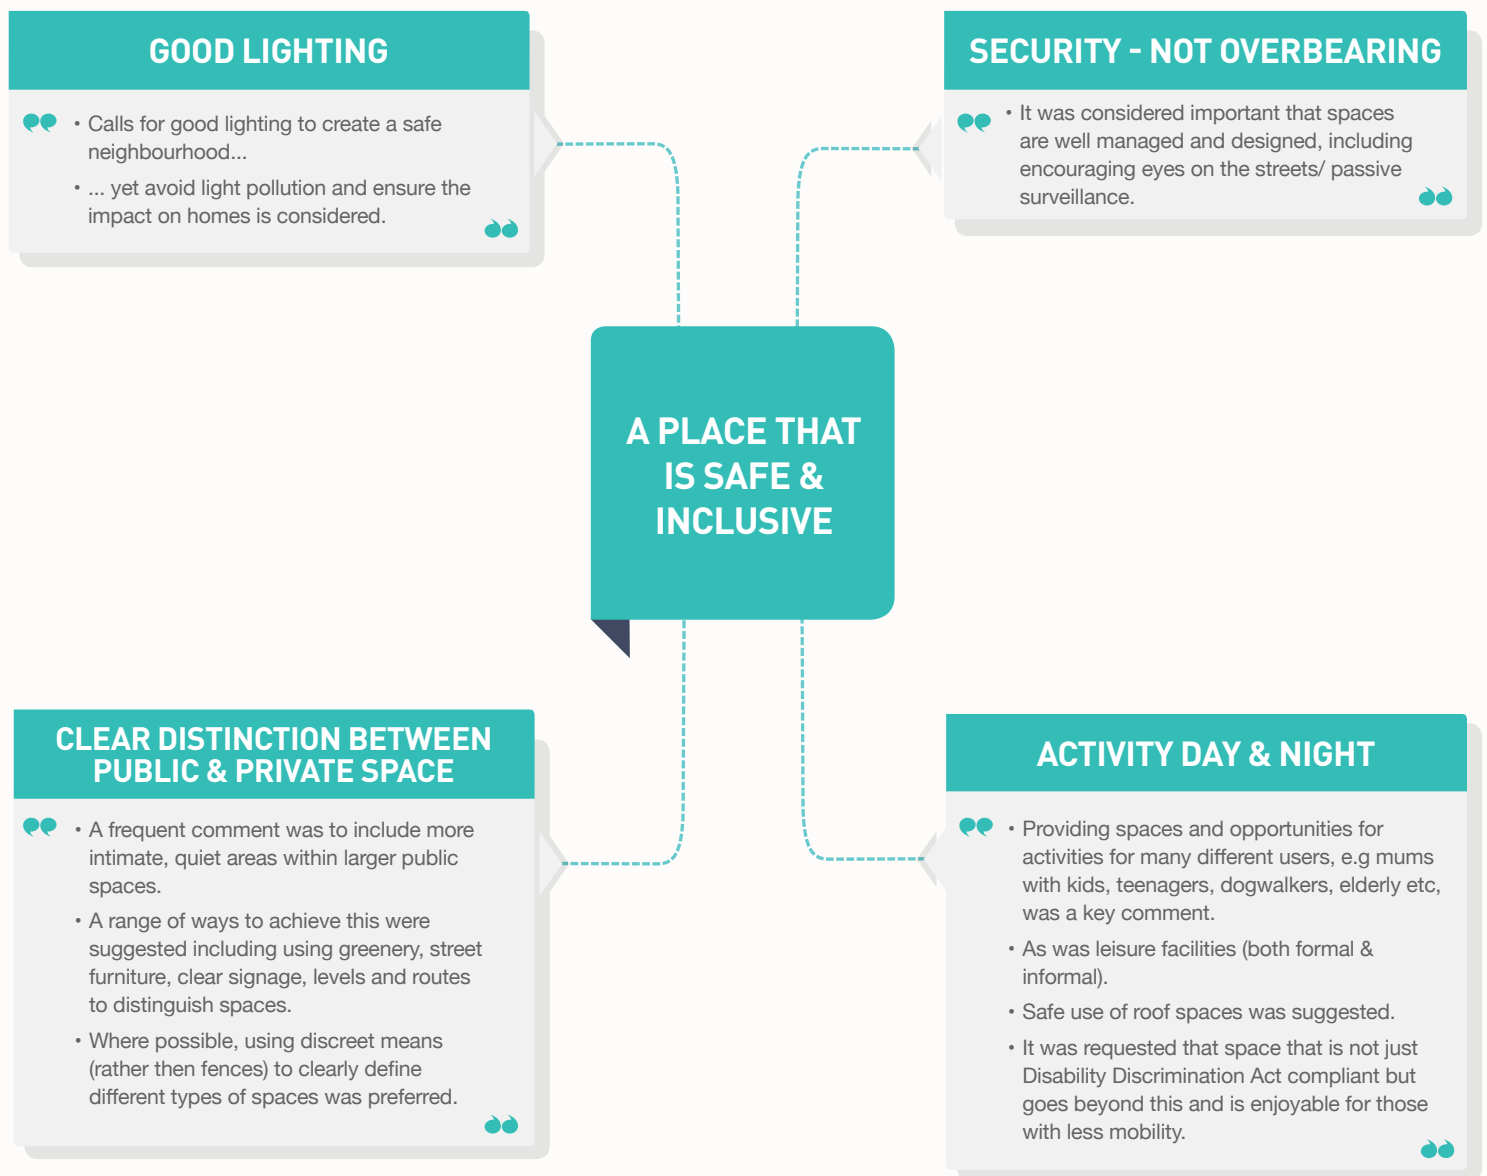 GOOD LIGHTING
• Calls for good lighting to create a safe
neighbourhood...
• ... yet avoid light pollution and ensure the
impact on homes is considered.
SECURITY - NOT OVERBEARING
• It was considered important that spaces
are well managed and designed, including
encouraging eyes on the streets/ passive
surveillance.
A PLACE THAT
IS SAFE &
INCLUSIVE
CLEAR DISTINCTION BETWEEN
PUBLIC & PRIVATE SPACE
• A frequent comment was to include more
intimate, quiet areas within larger public
spaces.
• A range of ways to achieve this were
suggested including using greenery, street
furniture, clear signage, levels and routes
to distinguish spaces.
• Where possible, using discreet means
(rather then fences) to clearly define
different types of spaces was preferred.
ACTIVITY DAY & NIGHT
• Providing spaces and opportunities for
activities for many different users, e.g mums
with kids, teenagers, dogwalkers, elderly etc,
was a key comment.
• As was leisure facilities (both formal &
informal).
• Safe use of roof spaces was suggested.
• It was requested that space that is not just
Disability Discrimination Act compliant but
goes beyond this and is enjoyable for those
with less mobility.